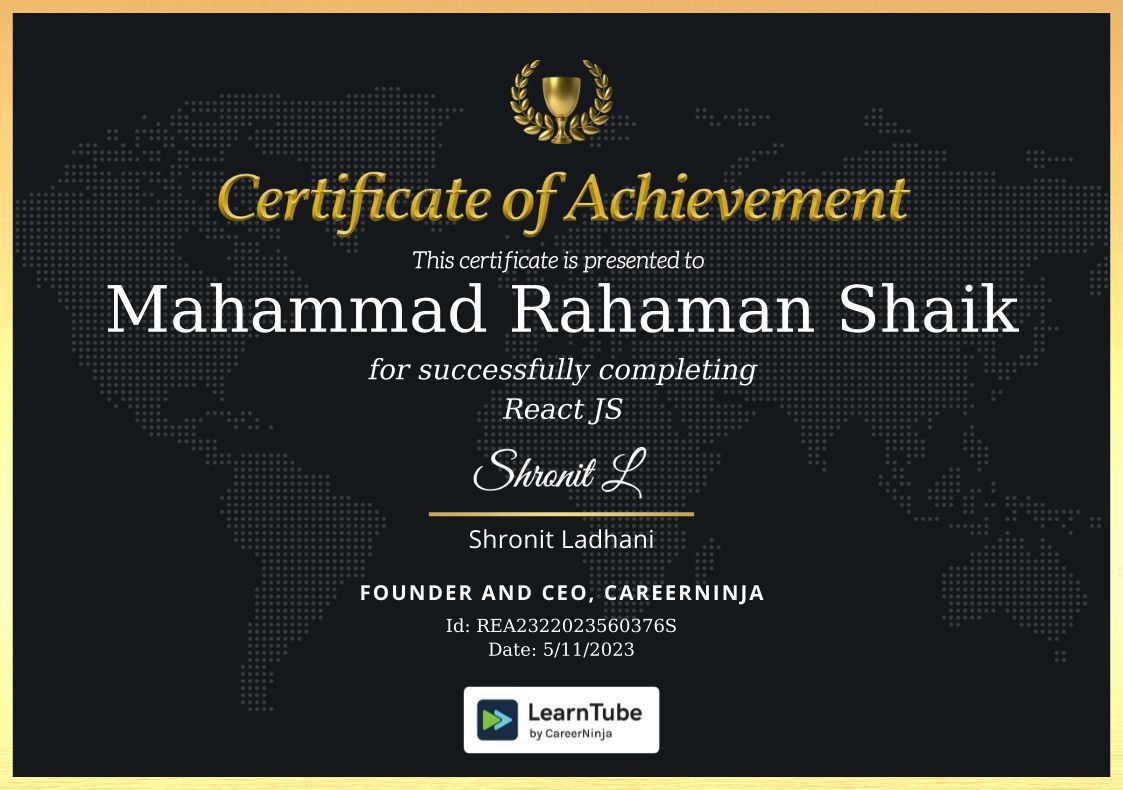 Certificate of Achievement
This certificate is presented to
Mahammad Rahaman Shaik
for successfully completing
React JS
Shronit L
Shronit Ladhani
FOUNDER AND CEO, CAREERNINJA
Id: REA2322023560376S
Date: 5/11/2023
LearnTube
by CareerNinja